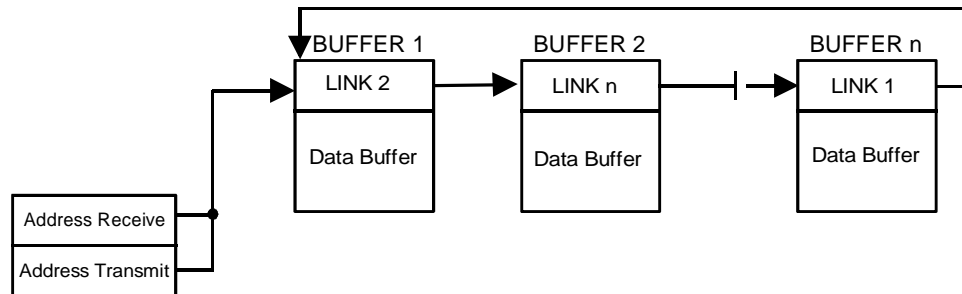 BUFFER 1
BUFFER 2
BUFFER n
LINK 2
LINK n
LINK 1
Data Buffer
Data Buffer
Data Buffer
Address Receive
Address Transmit